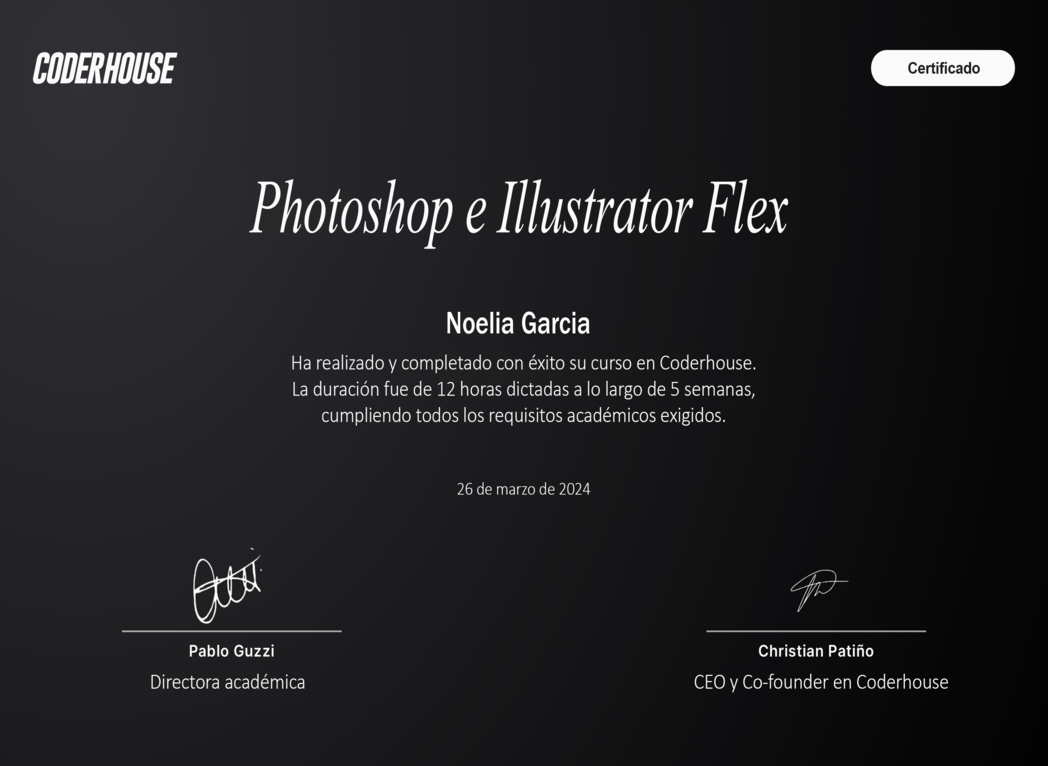 CODERHOUSE
Certificado
Photoshop e Illustrator Flex
Noelia Garcia
Ha realizado y completado con éxito su curso en Coderhouse.
La duración fue de 12 horas dictadas a lo largo de 5 semanas,
cumpliendo todos los requisitos académicos exigidos.
26 de marzo de 2024
Pablo Guzzi
Directora académica
Christian Patiño
CEO y Co-founder en Coderhouse